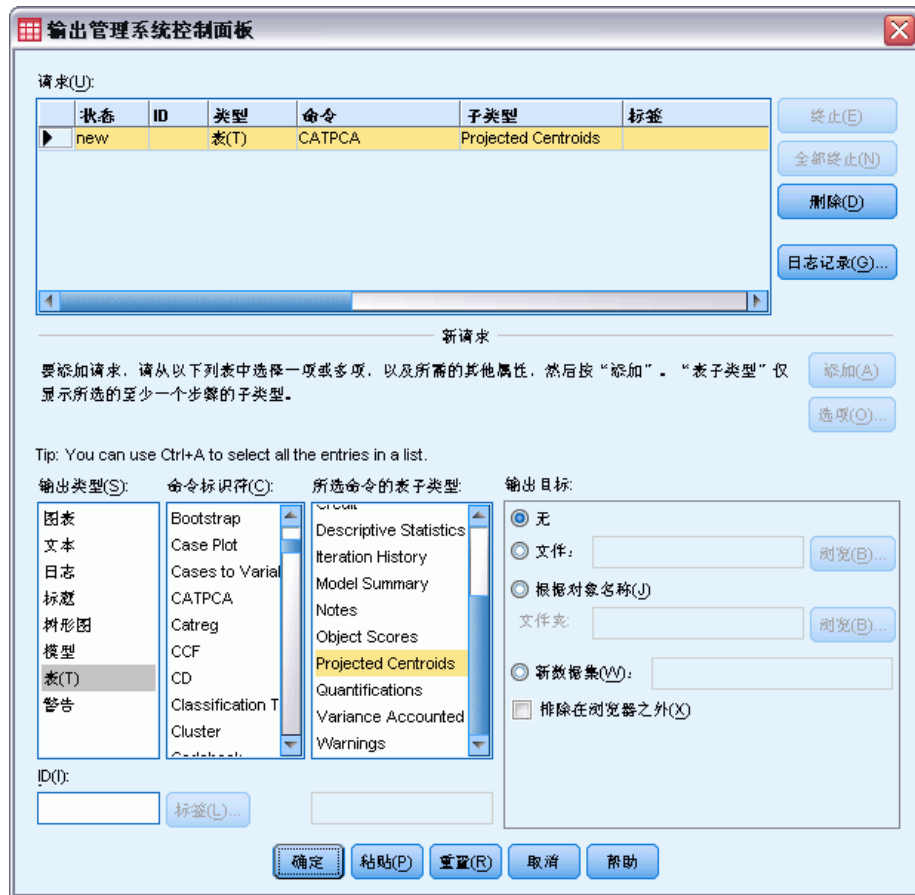 输出管理系统控制面板
请求(U):
状态 ID 类型 命令 子类型 标签
new 表(T) CATPCA Projected Centroids
终止(E)
全部终止(N)
删除(D)
日志记录(G)...
新请求
要添加请求，请从以下列表中选择一项或多项，以及所需的其他属性，然后按“添加”。“表子类型”仅
显示所选的至少一个步骤的子类型。
添加(A)
选项(O)...
Tip: You can use Ctrl+A to select all the entries in a list.
输出类型(S):
图表
文本
日志
标题
树形图
模型
表(T)
警告
命令标识符(C):
Bootstrap
Case Plot
Cases to Varial
CATPCA
Catreg
CCF
CD
Classification T
Cluster
Codebook
所选命令的表子类型:
Credit
Descriptive Statistics
Iteration History
Model Summary
Notes
Object Scores
Projected Centroids
Quantifications
Variance Accounted
Warnings
输出目标:
无
文件: 浏览(B)...
根据对象名称(J)
文件夹: 浏览(B)...
新数据集(W):
排除在浏览器之外(X)
ID(I):
标签(L)...
确定 粘贴(P) 重置(R) 取消 帮助